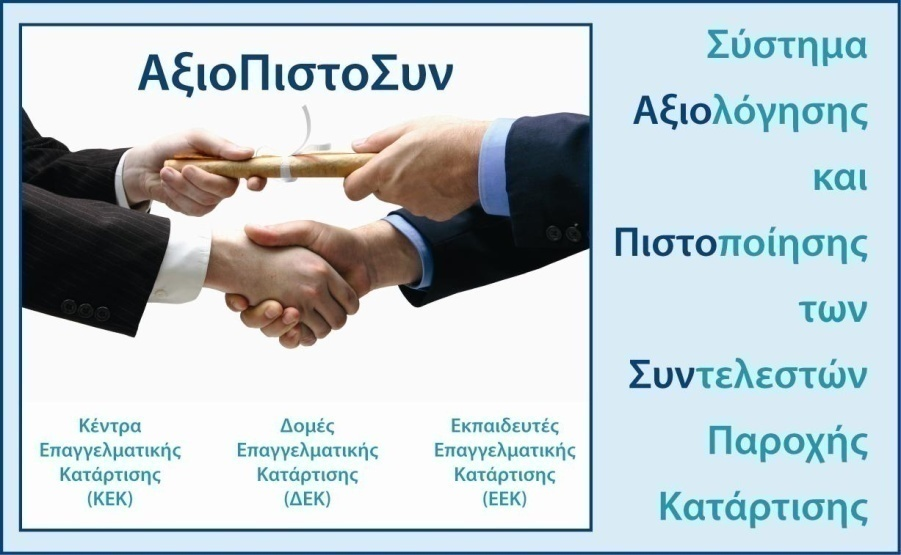 ΑξιοΠιστοΣυν
Κέντρα
Επαγγελματικής
Κατάρτισης
(ΚΕΚ)
Δομές
Επαγγελματικής
Κατάρτισης
(ΔΕΚ)
Εκπαιδευτές
Επαγγελματικής
Κατάρτισης
(ΕΕΚ)
Σύστημα
Αξιολόγησης
και
Πιστοποίησης
των
Συντελεστών
Παροχής
Κατάρτισης